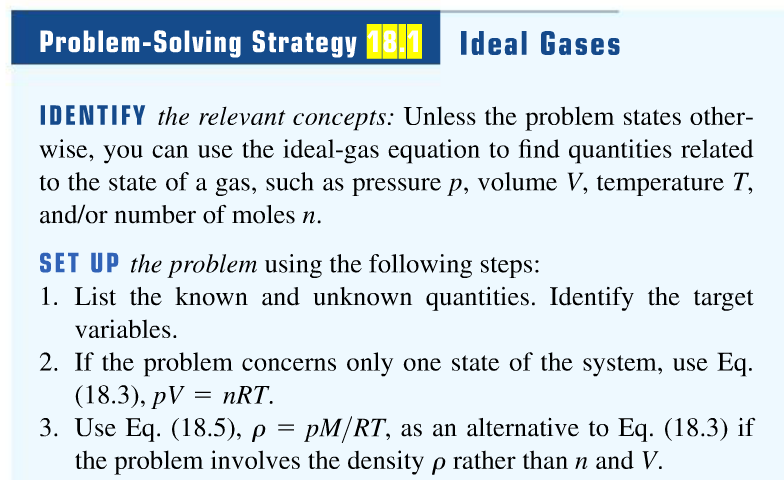 Problem-Solving Strategy 18.1 Ideal Gases
IDENTIFY the relevant concepts: Unless the problem states other-
wise, you can use the ideal-gas equation to find quantities related
to the state of a gas, such as pressure p, volume V, temperature T,
and/or number of moles n.
SET UP the problem using the following steps:
1. List the known and unknown quantities. Identify the target
variables.
2. If the problem concerns only one state of the system, use Eq.
(18.3), pV = nRT.
3. Use Eq. (18.5), ρ = pM/RT, as an alternative to Eq. (18.3) if
the problem involves the density ρ rather than n and V.